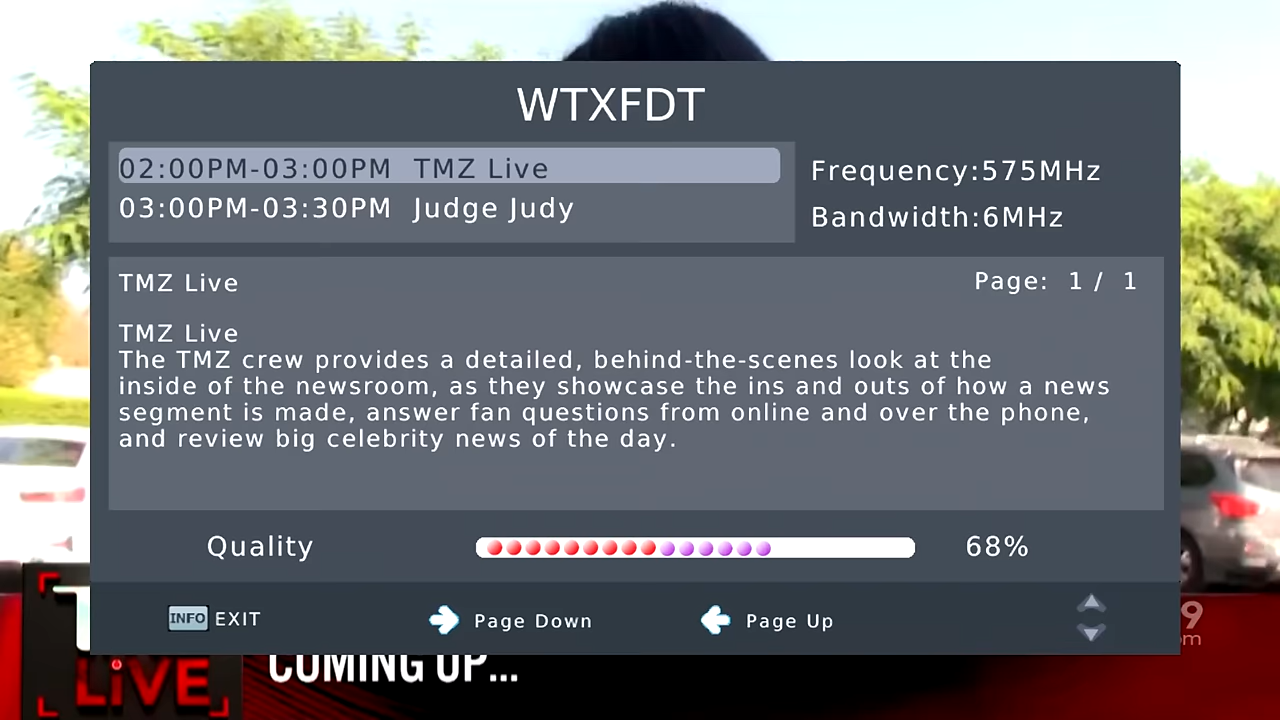 WTXFDT
02:00PM-03:00PM TMZ Live
03:00PM-03:30PM Judge Judy
Frequency:575MHz
Bandwidth:6MHz
TMZ Live
Page: 1 / 1
TMZ Live
The TMZ crew provides a detailed, behind-the-scenes look at the
inside of the newsroom, as they showcase the ins and outs of how a news
segment is made, answer fan questions from online and over the phone,
and review big celebrity news of the day.
Quality
68%
INFO EXIT
Page Down
Page Up
9
om
LiVE
COMING UP...